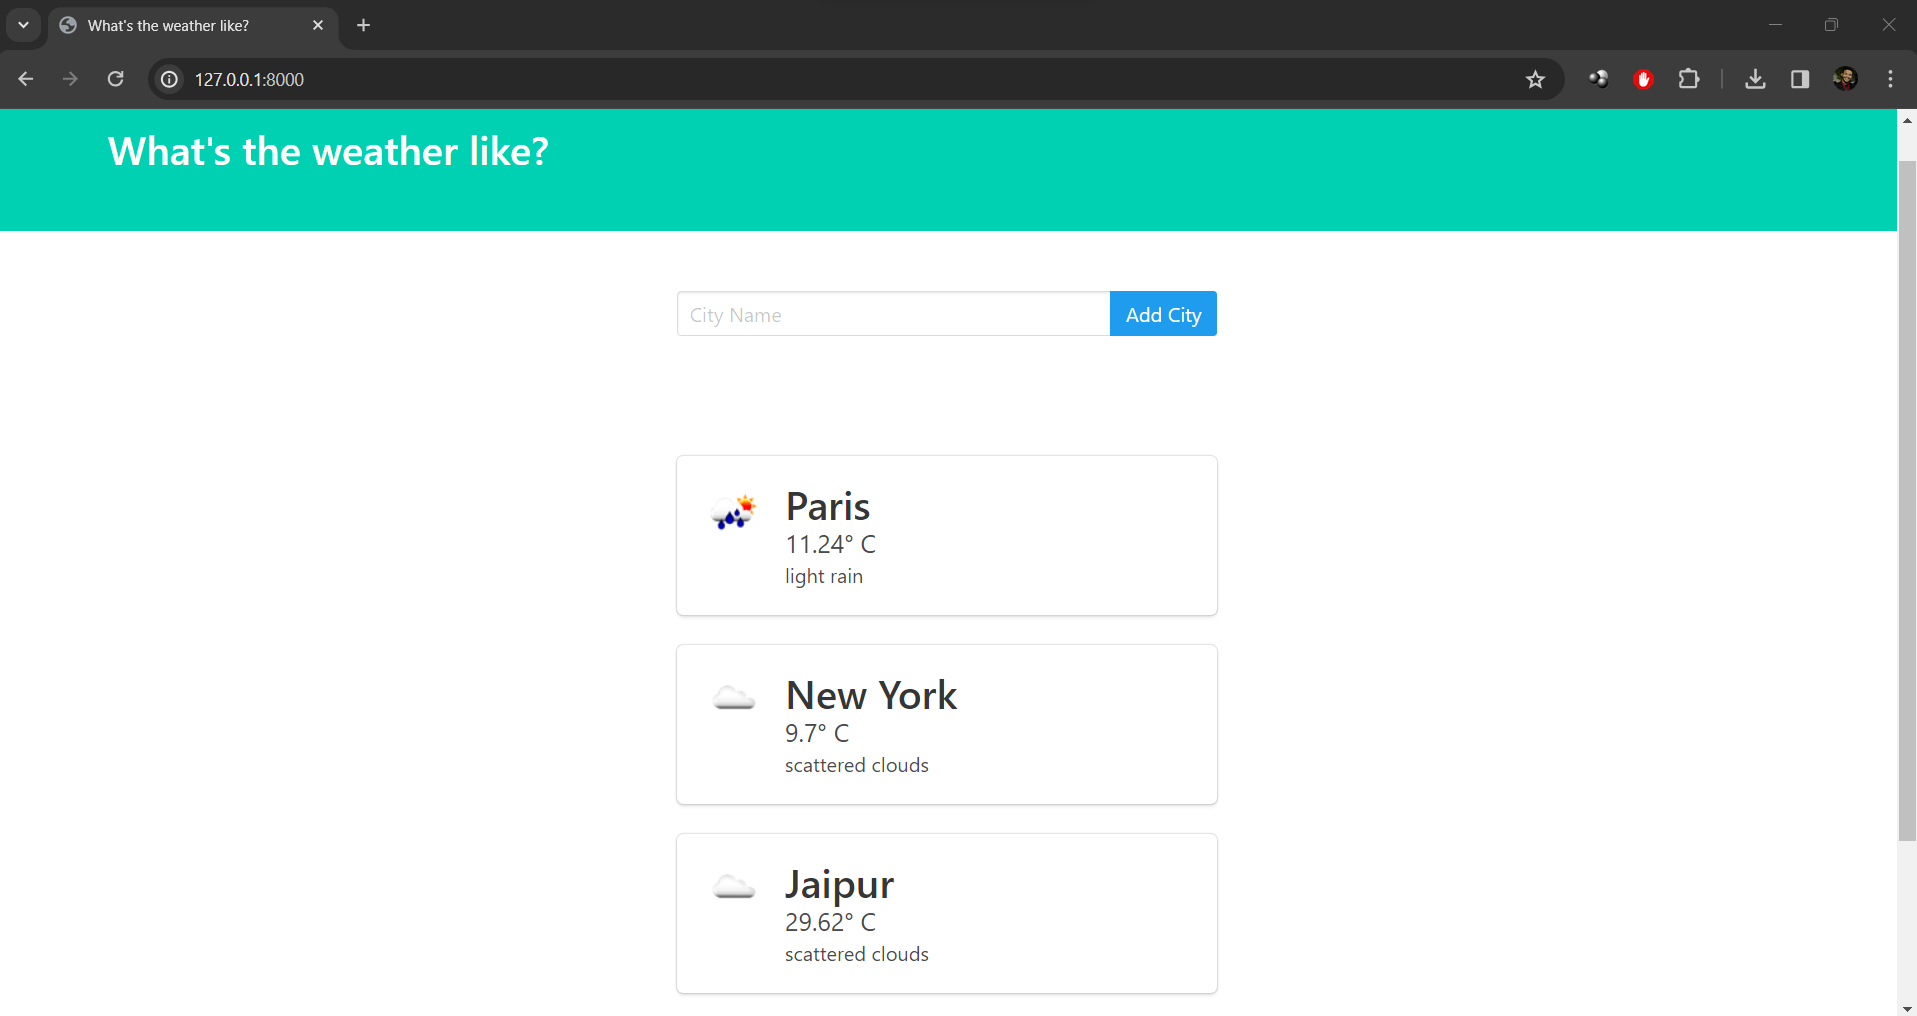 What's the weather like?
127.0.0.1:8000
What's the weather like?
City Name
Add City
Paris
11.24° C
light rain
New York
9.7° C
scattered clouds
Jaipur
29.62° C
scattered clouds